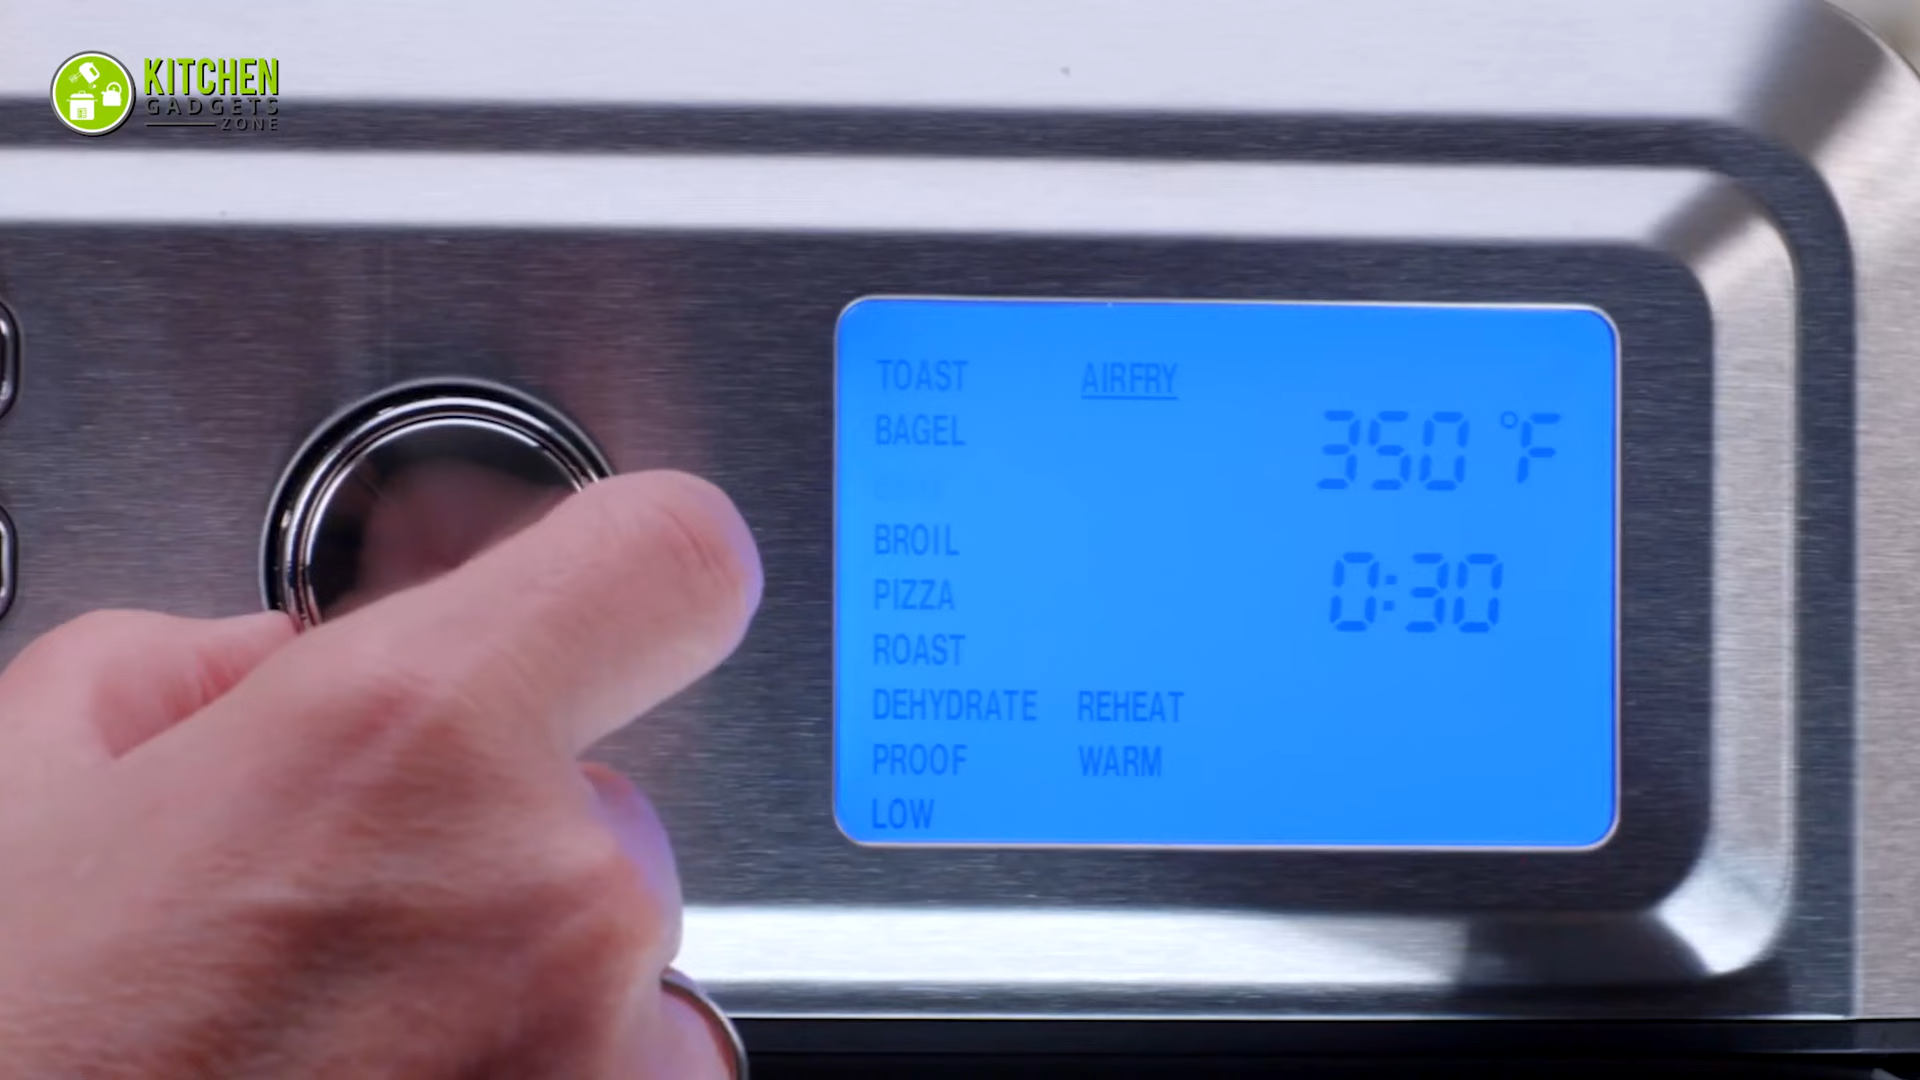 KITCHEN
GADGETS
ZONE
TOAST AIRFRY
BAGEL
350 °F
BROIL
0:30
PIZZA
ROAST
DEHYDRATE REHEAT
PROOF WARM
LOW